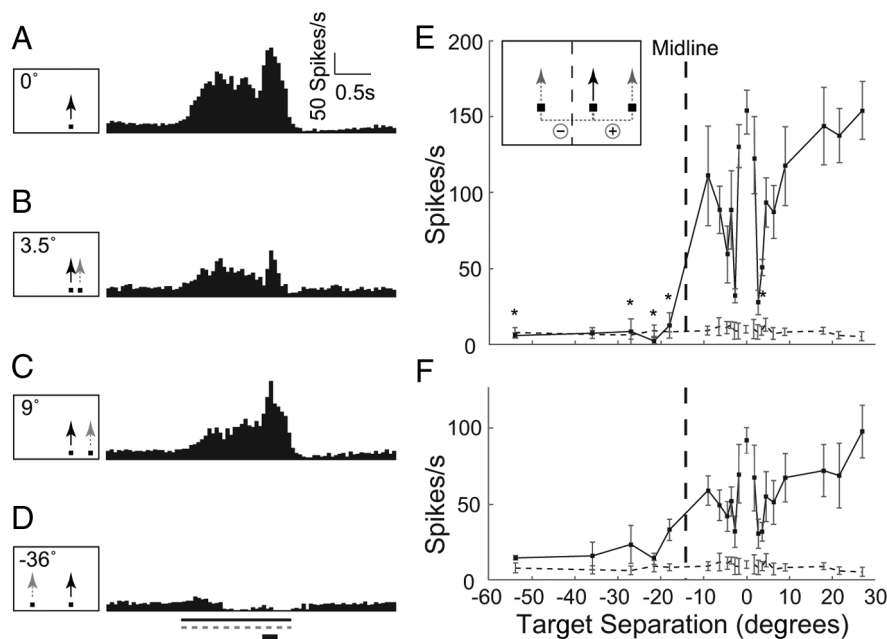 A
0°
50 Spikes/s
0.5s
B
3.5°
C
9°
D
-36°
E
Midline
200
150
100
50
0
Spikes/s
- +
* * * * *
F
100
50
0
Spikes/s
-60 -50 -40 -30 -20 -10 0 10 20 30
Target Separation (degrees)